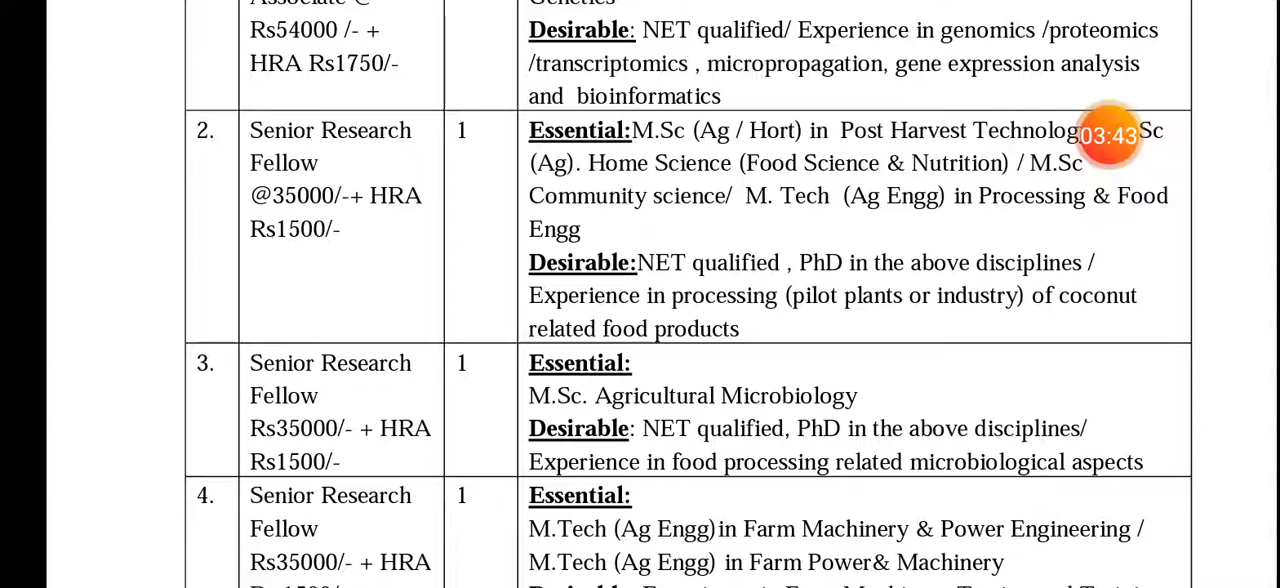 Rs54000 /- +
HRA Rs1750/-
Desirable: NET qualified/ Experience in genomics /proteomics
/transcriptomics , micropropagation, gene expression analysis
and bioinformatics
2.
Senior Research
Fellow
@35000/-+ HRA
Rs1500/-
1
Essential:M.Sc (Ag / Hort) in Post Harvest Sc
(Ag). Home Science (Food Science & Nutrition) / M.Sc
Community science/ M. Tech (Ag Engg) in Processing & Food
Engg
Desirable:NET qualified , PhD in the above disciplines /
Experience in processing (pilot plants or industry) of coconut
related food products
03:43
3.
Senior Research
Fellow
Rs35000/- + HRA
Rs1500/-
1
Essential:
M.Sc. Agricultural Microbiology
Desirable: NET qualified, PhD in the above disciplines/
Experience in food processing related microbiological aspects
4.
Senior Research
Fellow
Rs35000/- + HRA
1
Essential:
M.Tech (Ag Engg)in Farm Machinery & Power Engineering /
M.Tech (Ag Engg) in Farm Power& Machinery